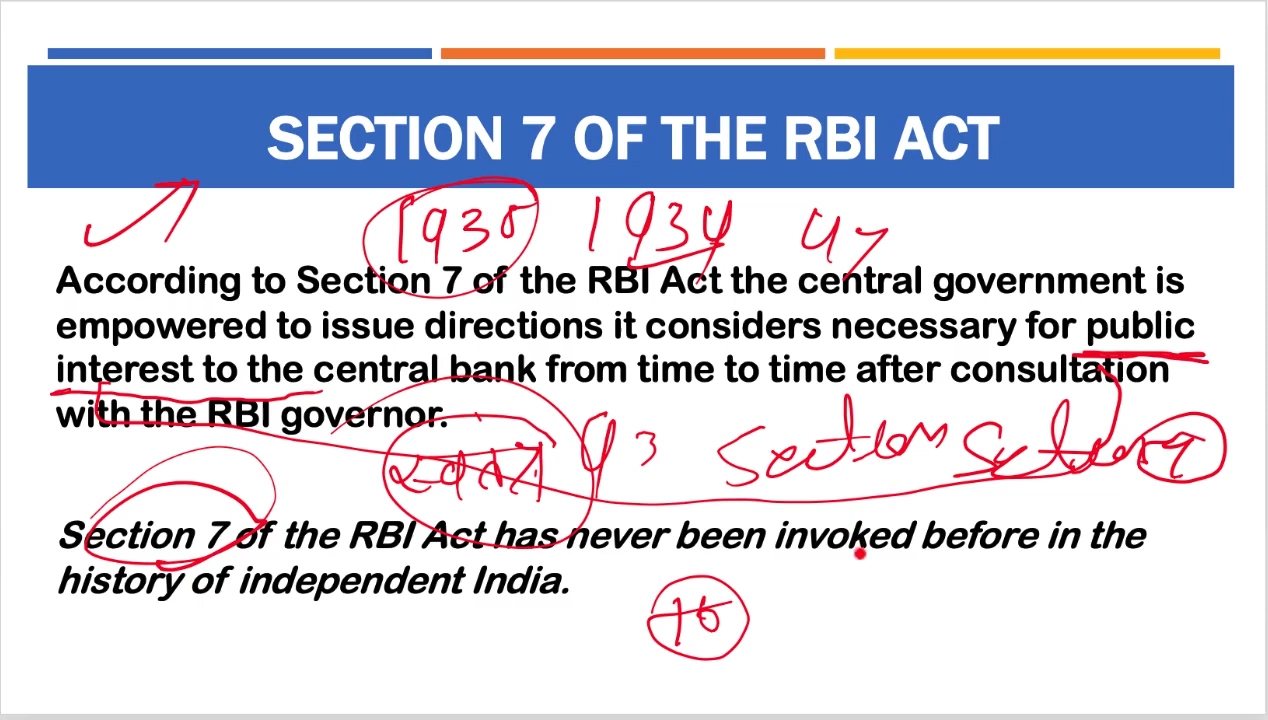 SECTION 7 OF THE RBI ACT
1935 1934 47
According to Section 7 of the RBI Act the central government is
empowered to issue directions it considers necessary for public
interest to the central bank from time to time after consultation
with the RBI governor.
Section Section
Section 7 of the RBI Act has never been invoked before in the
history of independent India.